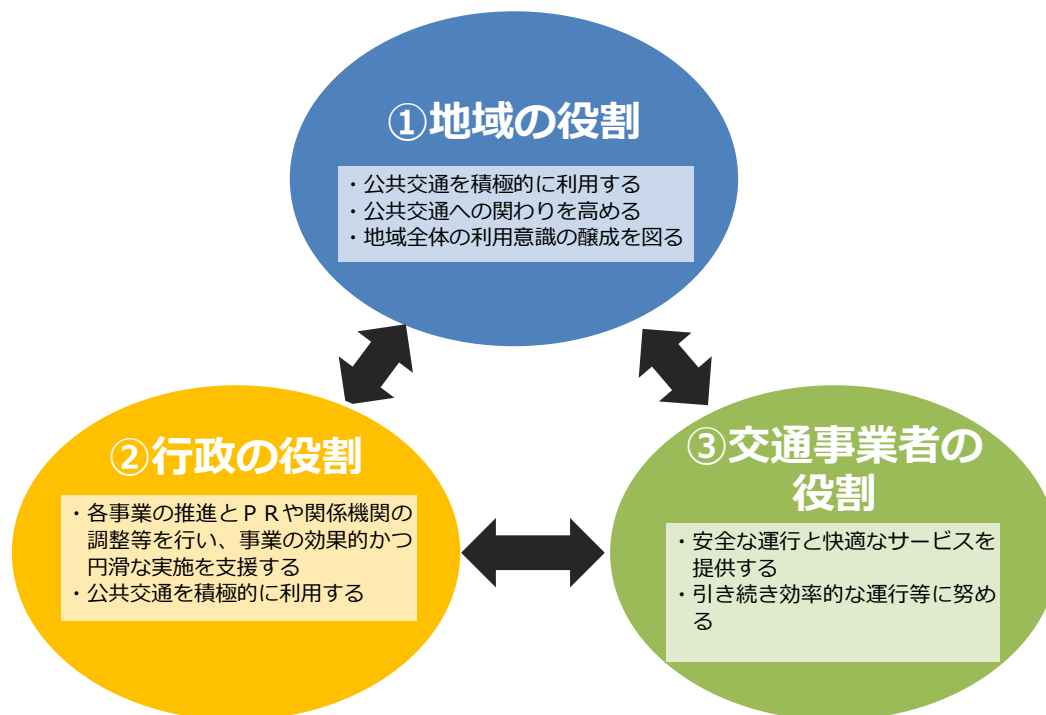 ①地域の役割
・公共交通を積極的に利用する
・公共交通への関わりを高める
・地域全体の利用意識の醸成を図る
②行政の役割
・各事業の推進とＰＲや関係機関の
調整等を行い、事業の効果的かつ
円滑な実施を支援する
・公共交通を積極的に利用する
③交通事業者の
役割
・安全な運行と快適なサービスを
提供する
・引き続き効率的な運行等に努め
る